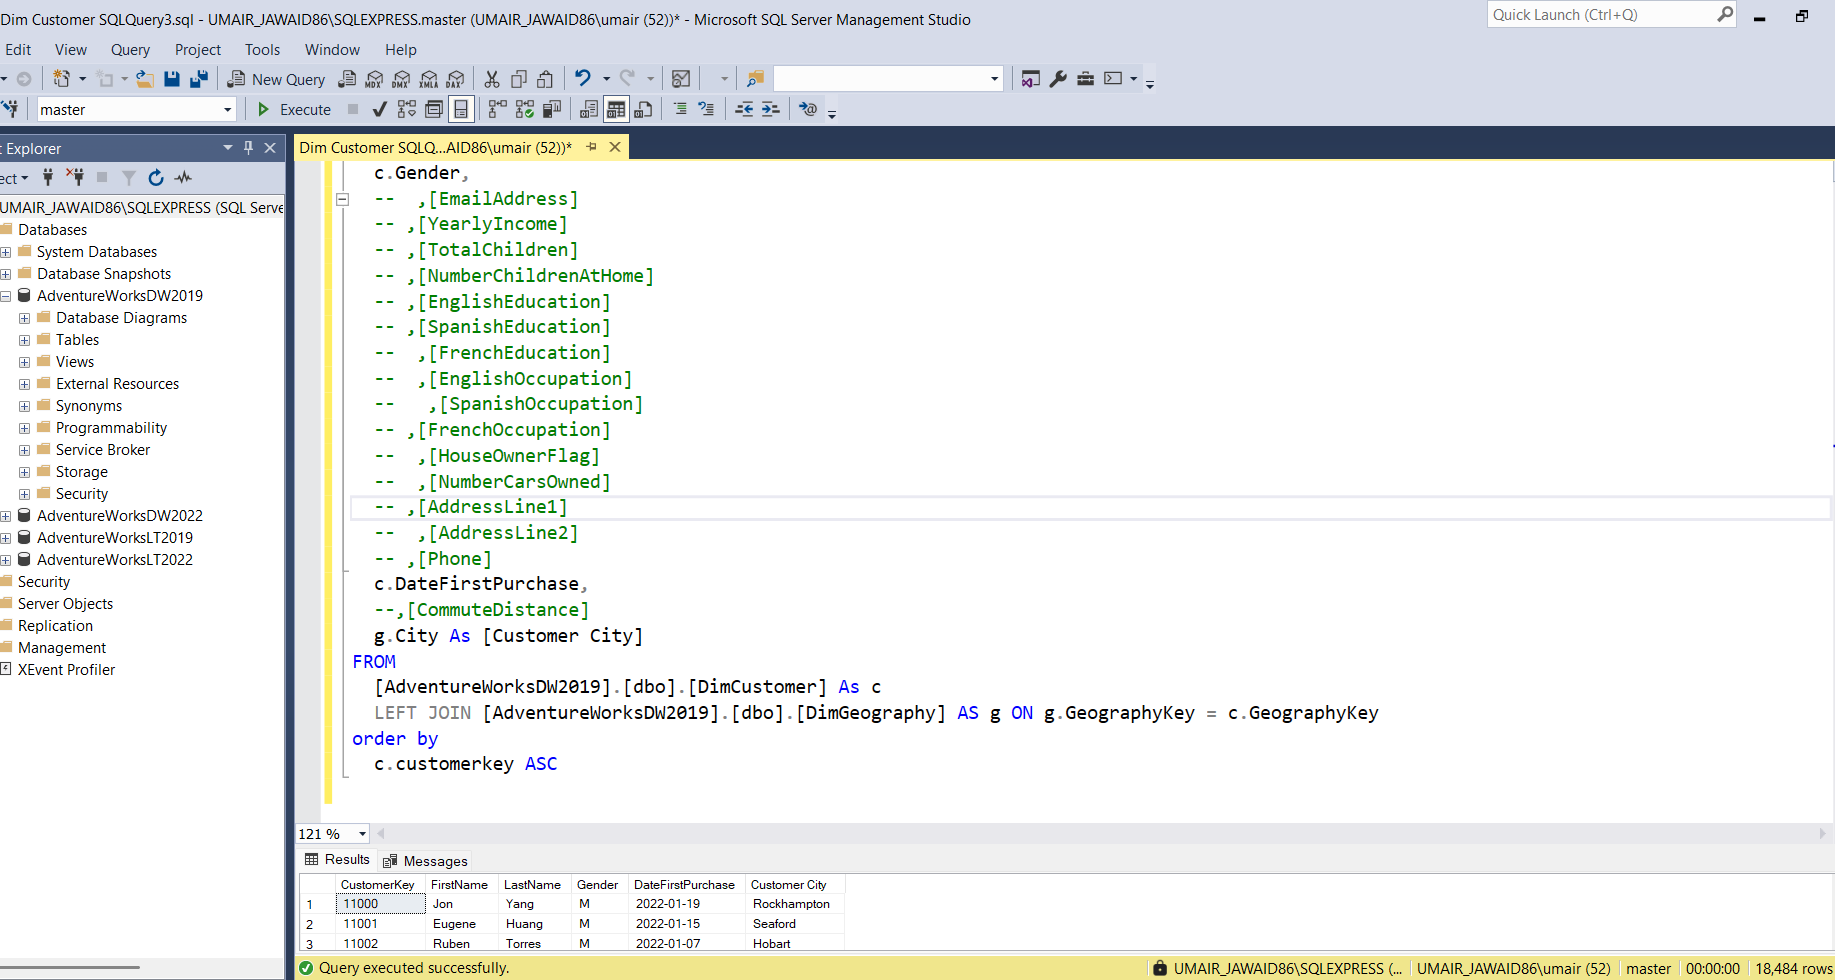 Dim Customer SQLQuery3.sql - UMAIR_JAWAID86\SQLEXPRESS.master (UMAIR_JAWAID86\umair (52))* - Microsoft SQL Server Management Studio
Quick Launch (Ctrl+Q)
Edit View Query Project Tools Window Help
New Query MDX DMX XMLA DAX
master Execute
Explorer
Dim Customer SQLQ...AID86\umair (52))*
ect
UMAIR_JAWAID86\SQLEXPRESS (SQL Serve
Databases
System Databases
Database Snapshots
AdventureWorksDW2019
Database Diagrams
Tables
Views
External Resources
Synonyms
Programmability
Service Broker
Storage
Security
AdventureWorksDW2022
AdventureWorksLT2019
AdventureWorksLT2022
Security
Server Objects
Replication
Management
XEvent Profiler
c.Gender,
--  ,[EmailAddress]
-- ,[YearlyIncome]
-- ,[TotalChildren]
-- ,[NumberChildrenAtHome]
-- ,[EnglishEducation]
-- ,[SpanishEducation]
--  ,[FrenchEducation]
--  ,[EnglishOccupation]
--   ,[SpanishOccupation]
-- ,[FrenchOccupation]
--  ,[HouseOwnerFlag]
--  ,[NumberCarsOwned]
-- ,[AddressLine1]
--  ,[AddressLine2]
-- ,[Phone]
c.DateFirstPurchase,
--,[CommuteDistance]
g.City As [Customer City]
FROM
[AdventureWorksDW2019].[dbo].[DimCustomer] As c
LEFT JOIN [AdventureWorksDW2019].[dbo].[DimGeography] AS g ON g.GeographyKey = c.GeographyKey
order by
c.customerkey ASC
121 %
Results Messages
CustomerKey FirstName LastName Gender DateFirstPurchase Customer City
1 11000 Jon Yang M 2022-01-19 Rockhampton
2 11001 Eugene Huang M 2022-01-15 Seaford
3 11002 Ruben Torres M 2022-01-07 Hobart
Query executed successfully. UMAIR_JAWAID86\SQLEXPRESS (... UMAIR_JAWAID86\umair (52) master 00:00:00 18,484 rows